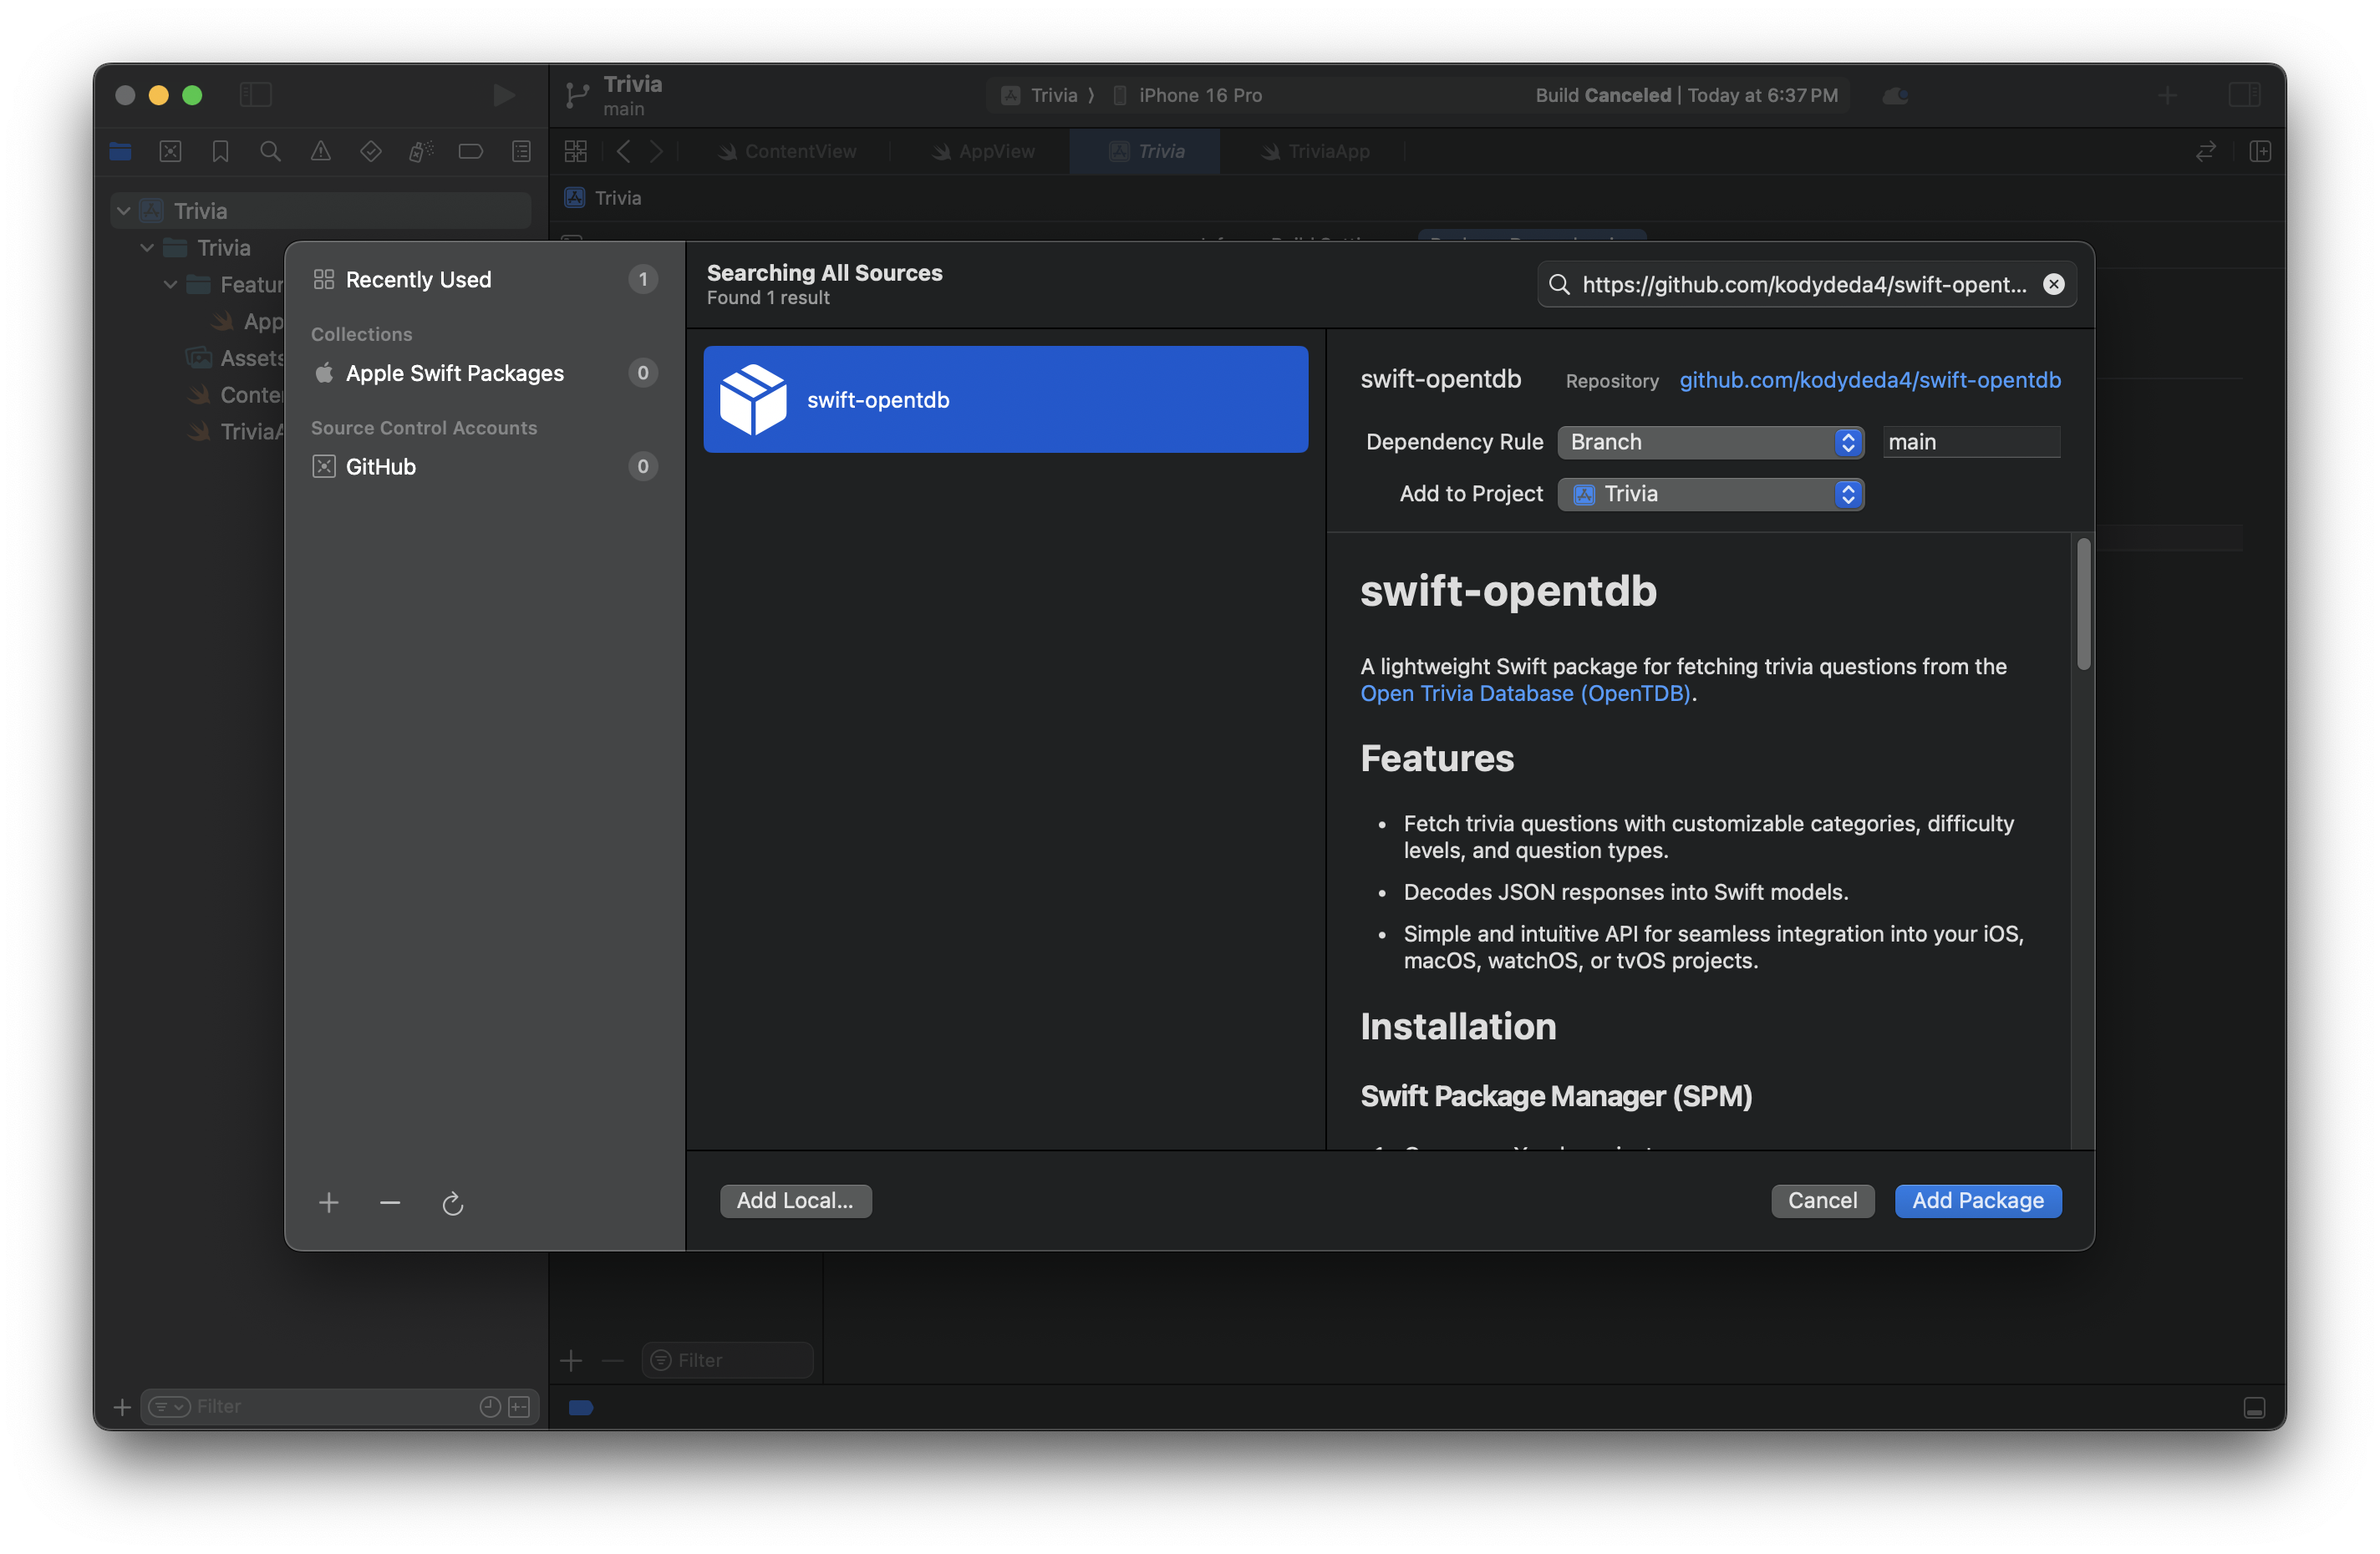 Trivia
main
Trivia
iPhone 16 Pro
Build Canceled | Today at 6:37 PM
ContentView
AppView
Trivia
TriviaApp
Trivia
Trivia
Trivia
Featur
App
Assets
Conte
TriviaA
Recently Used
1
Collections
Apple Swift Packages
0
Source Control Accounts
GitHub
0
Searching All Sources
Found 1 result
https://github.com/kodydeda4/swift-opent...
swift-opentdb
swift-opentdb
Repository
github.com/kodydeda4/swift-opentdb
Dependency Rule
Branch
main
Add to Project
Trivia
swift-opentdb
A lightweight Swift package for fetching trivia questions from the
Open Trivia Database (OpenTDB).
Features
• Fetch trivia questions with customizable categories, difficulty
levels, and question types.
• Decodes JSON responses into Swift models.
• Simple and intuitive API for seamless integration into your iOS,
macOS, watchOS, or tvOS projects.
Installation
Swift Package Manager (SPM)
Add Local...
Cancel
Add Package
Filter
Filter